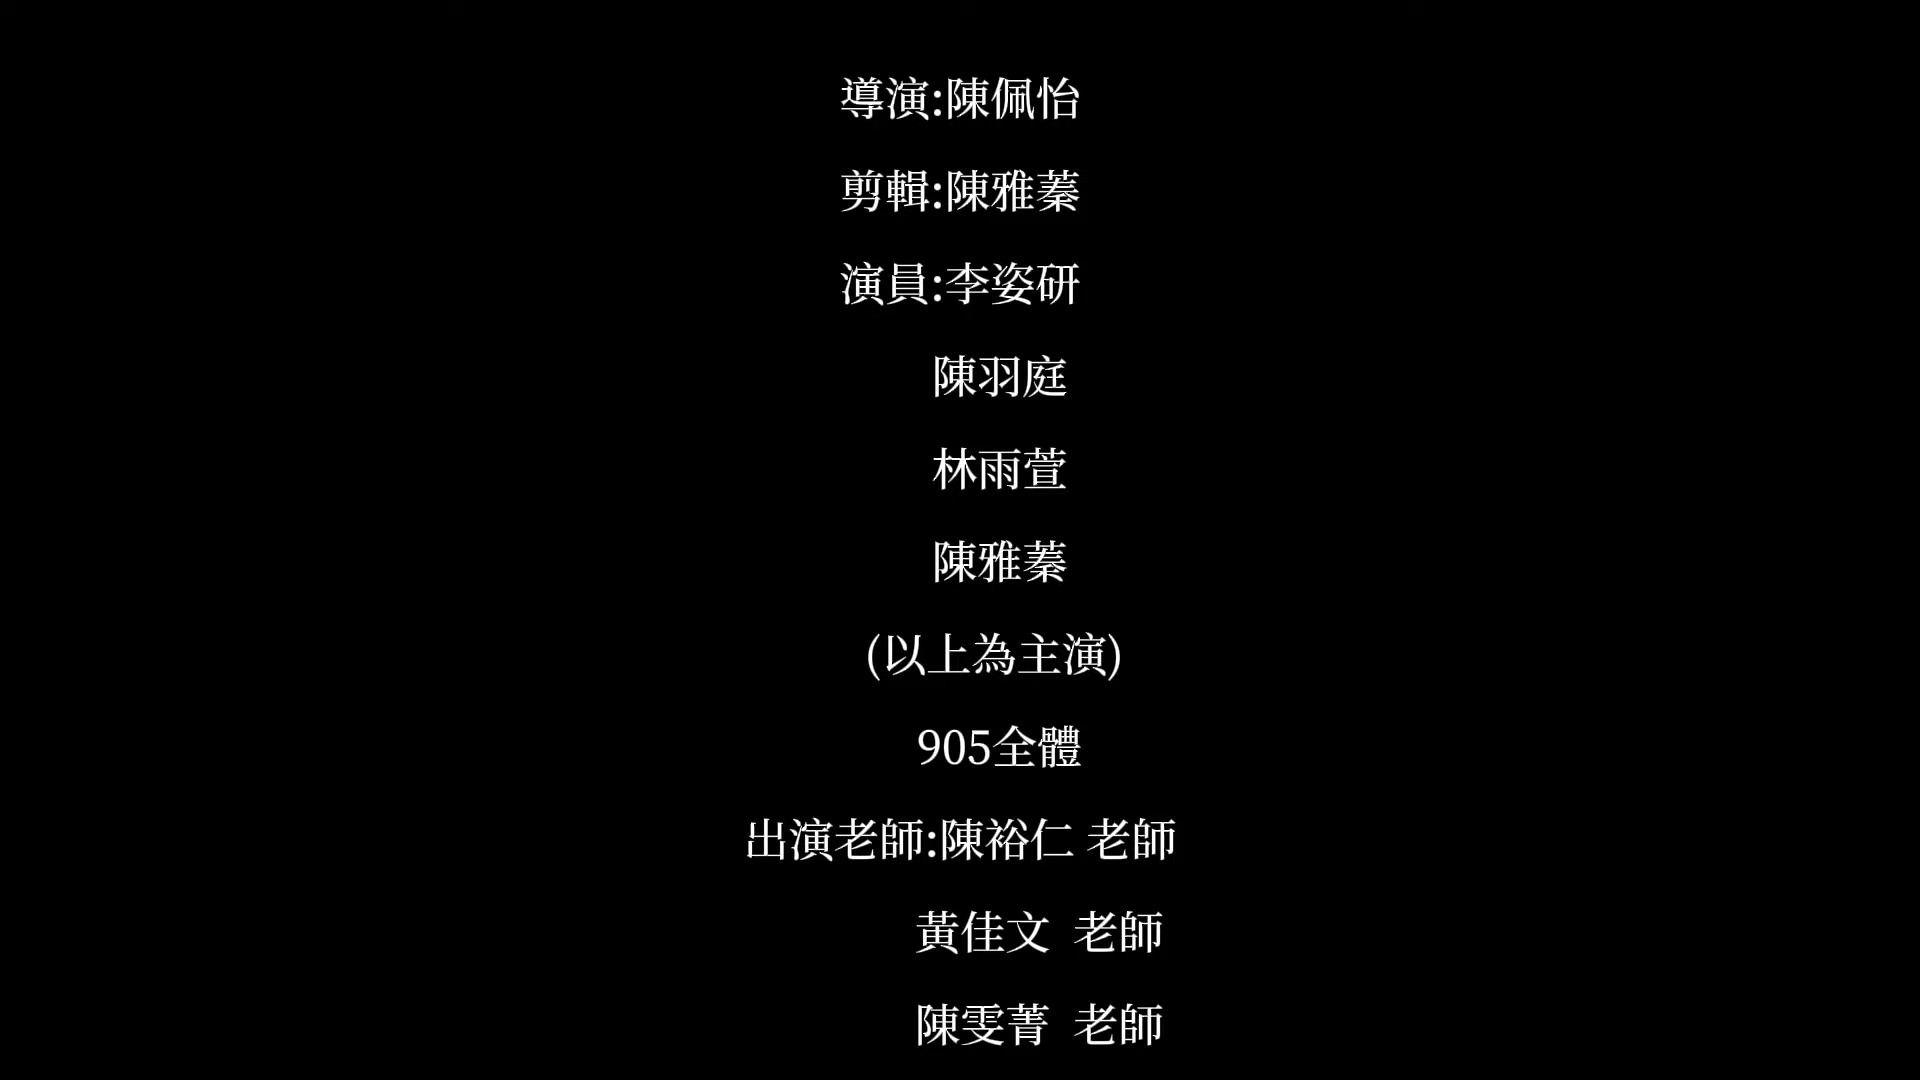 導演:陳佩怡
剪輯:陳雅蓁
演員:李姿研
陳羽庭
林雨萱
陳雅蓁
(以上為主演)
905全體
出演老師:陳裕仁 老師
黃佳文 老師
陳雯菁 老師